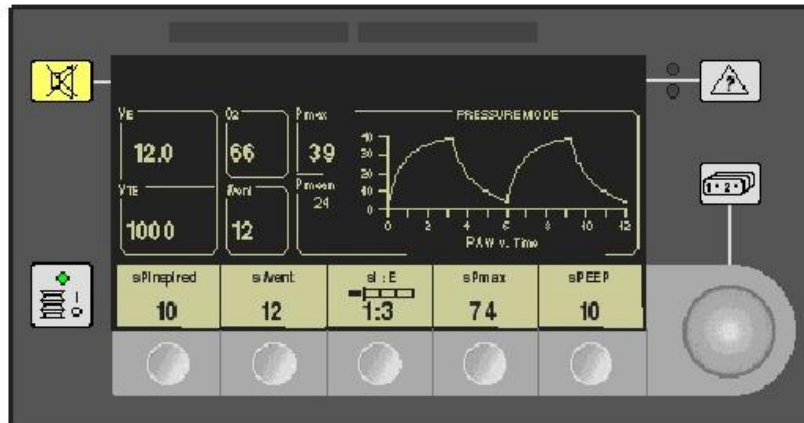 VE
O2
Pmax
PRESSURE MODE
12.0
66
39
40
30
20
10
0
Pmean
24
VTE
1000
12
0 2 4 6 8 10 12
PAW v. Time
sPInspired
10
12
sI:E
1:3
sPmax
74
sPEEP
10
?
1·2·
I
O